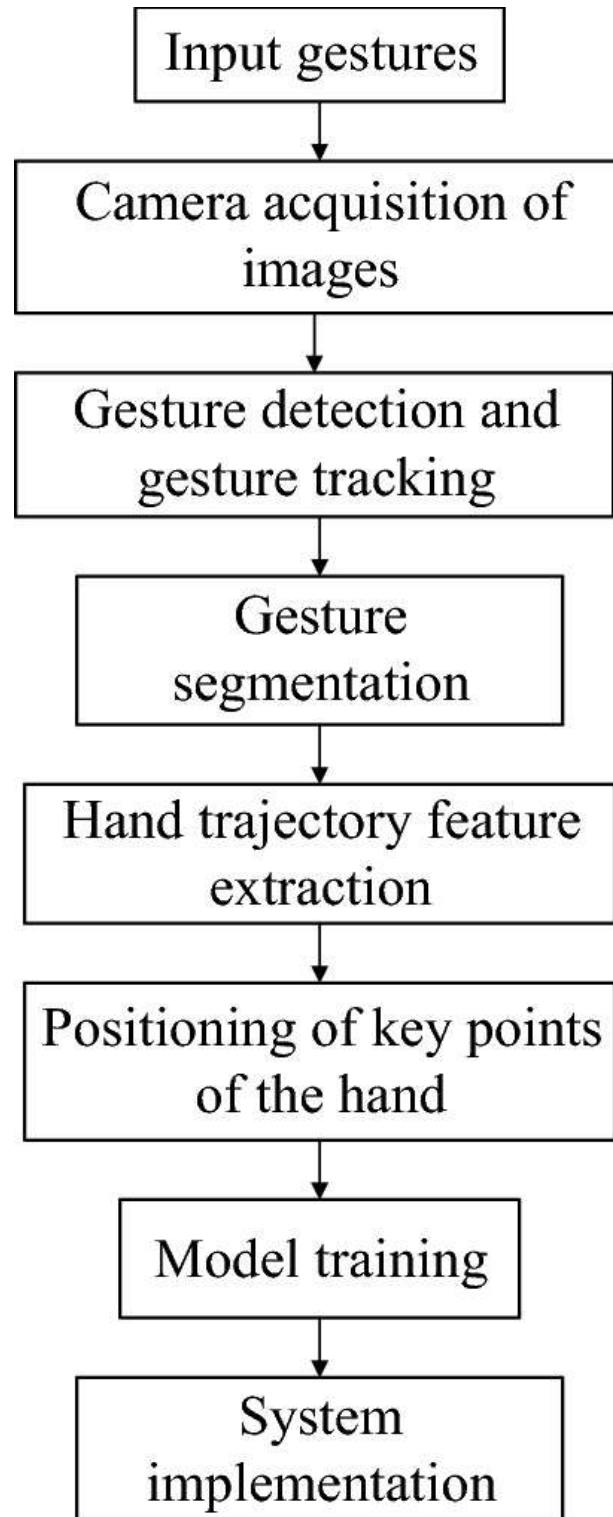 Input gestures
Camera acquisition of
images
Gesture detection and
gesture tracking
Gesture
segmentation
Hand trajectory feature
extraction
Positioning of key points
of the hand
Model training
System
implementation